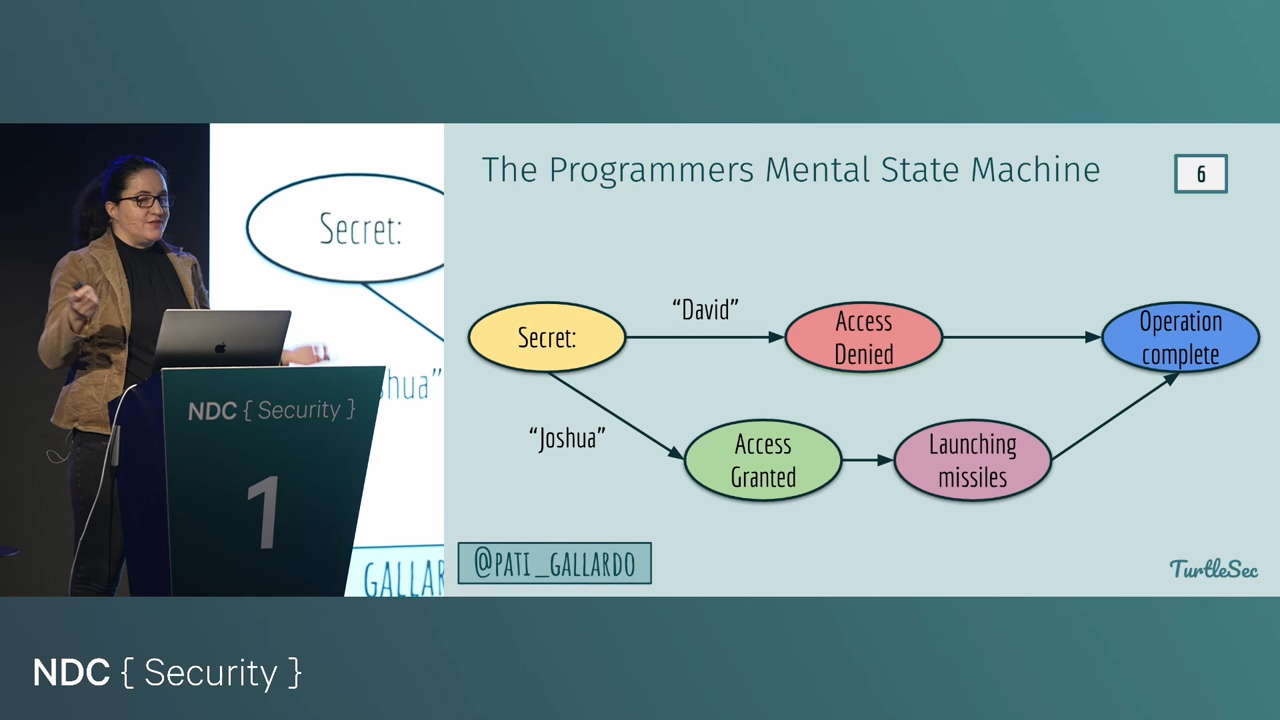 The Programmers Mental State Machine
6
Secret:
Secret:
"David"
Access
Denied
Operation
complete
shua"
"Joshua"
Access
Granted
Launching
missiles
NDC { Security }
1
@PATI_GALLARDO
GALLAR
TurtleSec
NDC { Security }